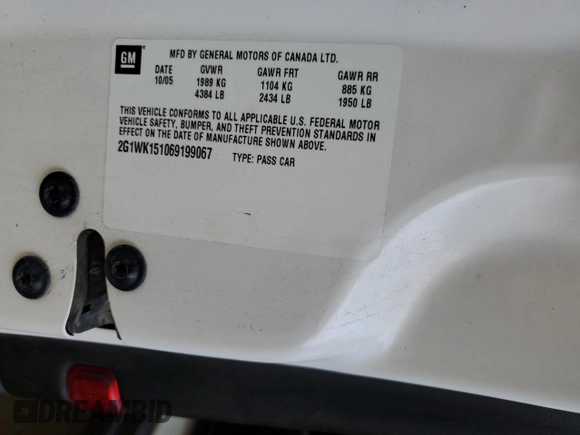 GM
MFD BY GENERAL MOTORS OF CANADA LTD.
DATE GVWR GAWR FRT GAWR RR
10/05 1989 KG 1104 KG 885 KG
4384 LB 2434 LB 1950 LB
THIS VEHICLE CONFORMS TO ALL APPLICABLE U.S. FEDERAL MOTOR
VEHICLE SAFETY, BUMPER, AND THEFT PREVENTION STANDARDS IN
EFFECT ON THE DATE OF MANUFACTURE SHOWN ABOVE.
2G1WK151069199067 TYPE: PASS CAR
DREAMBID